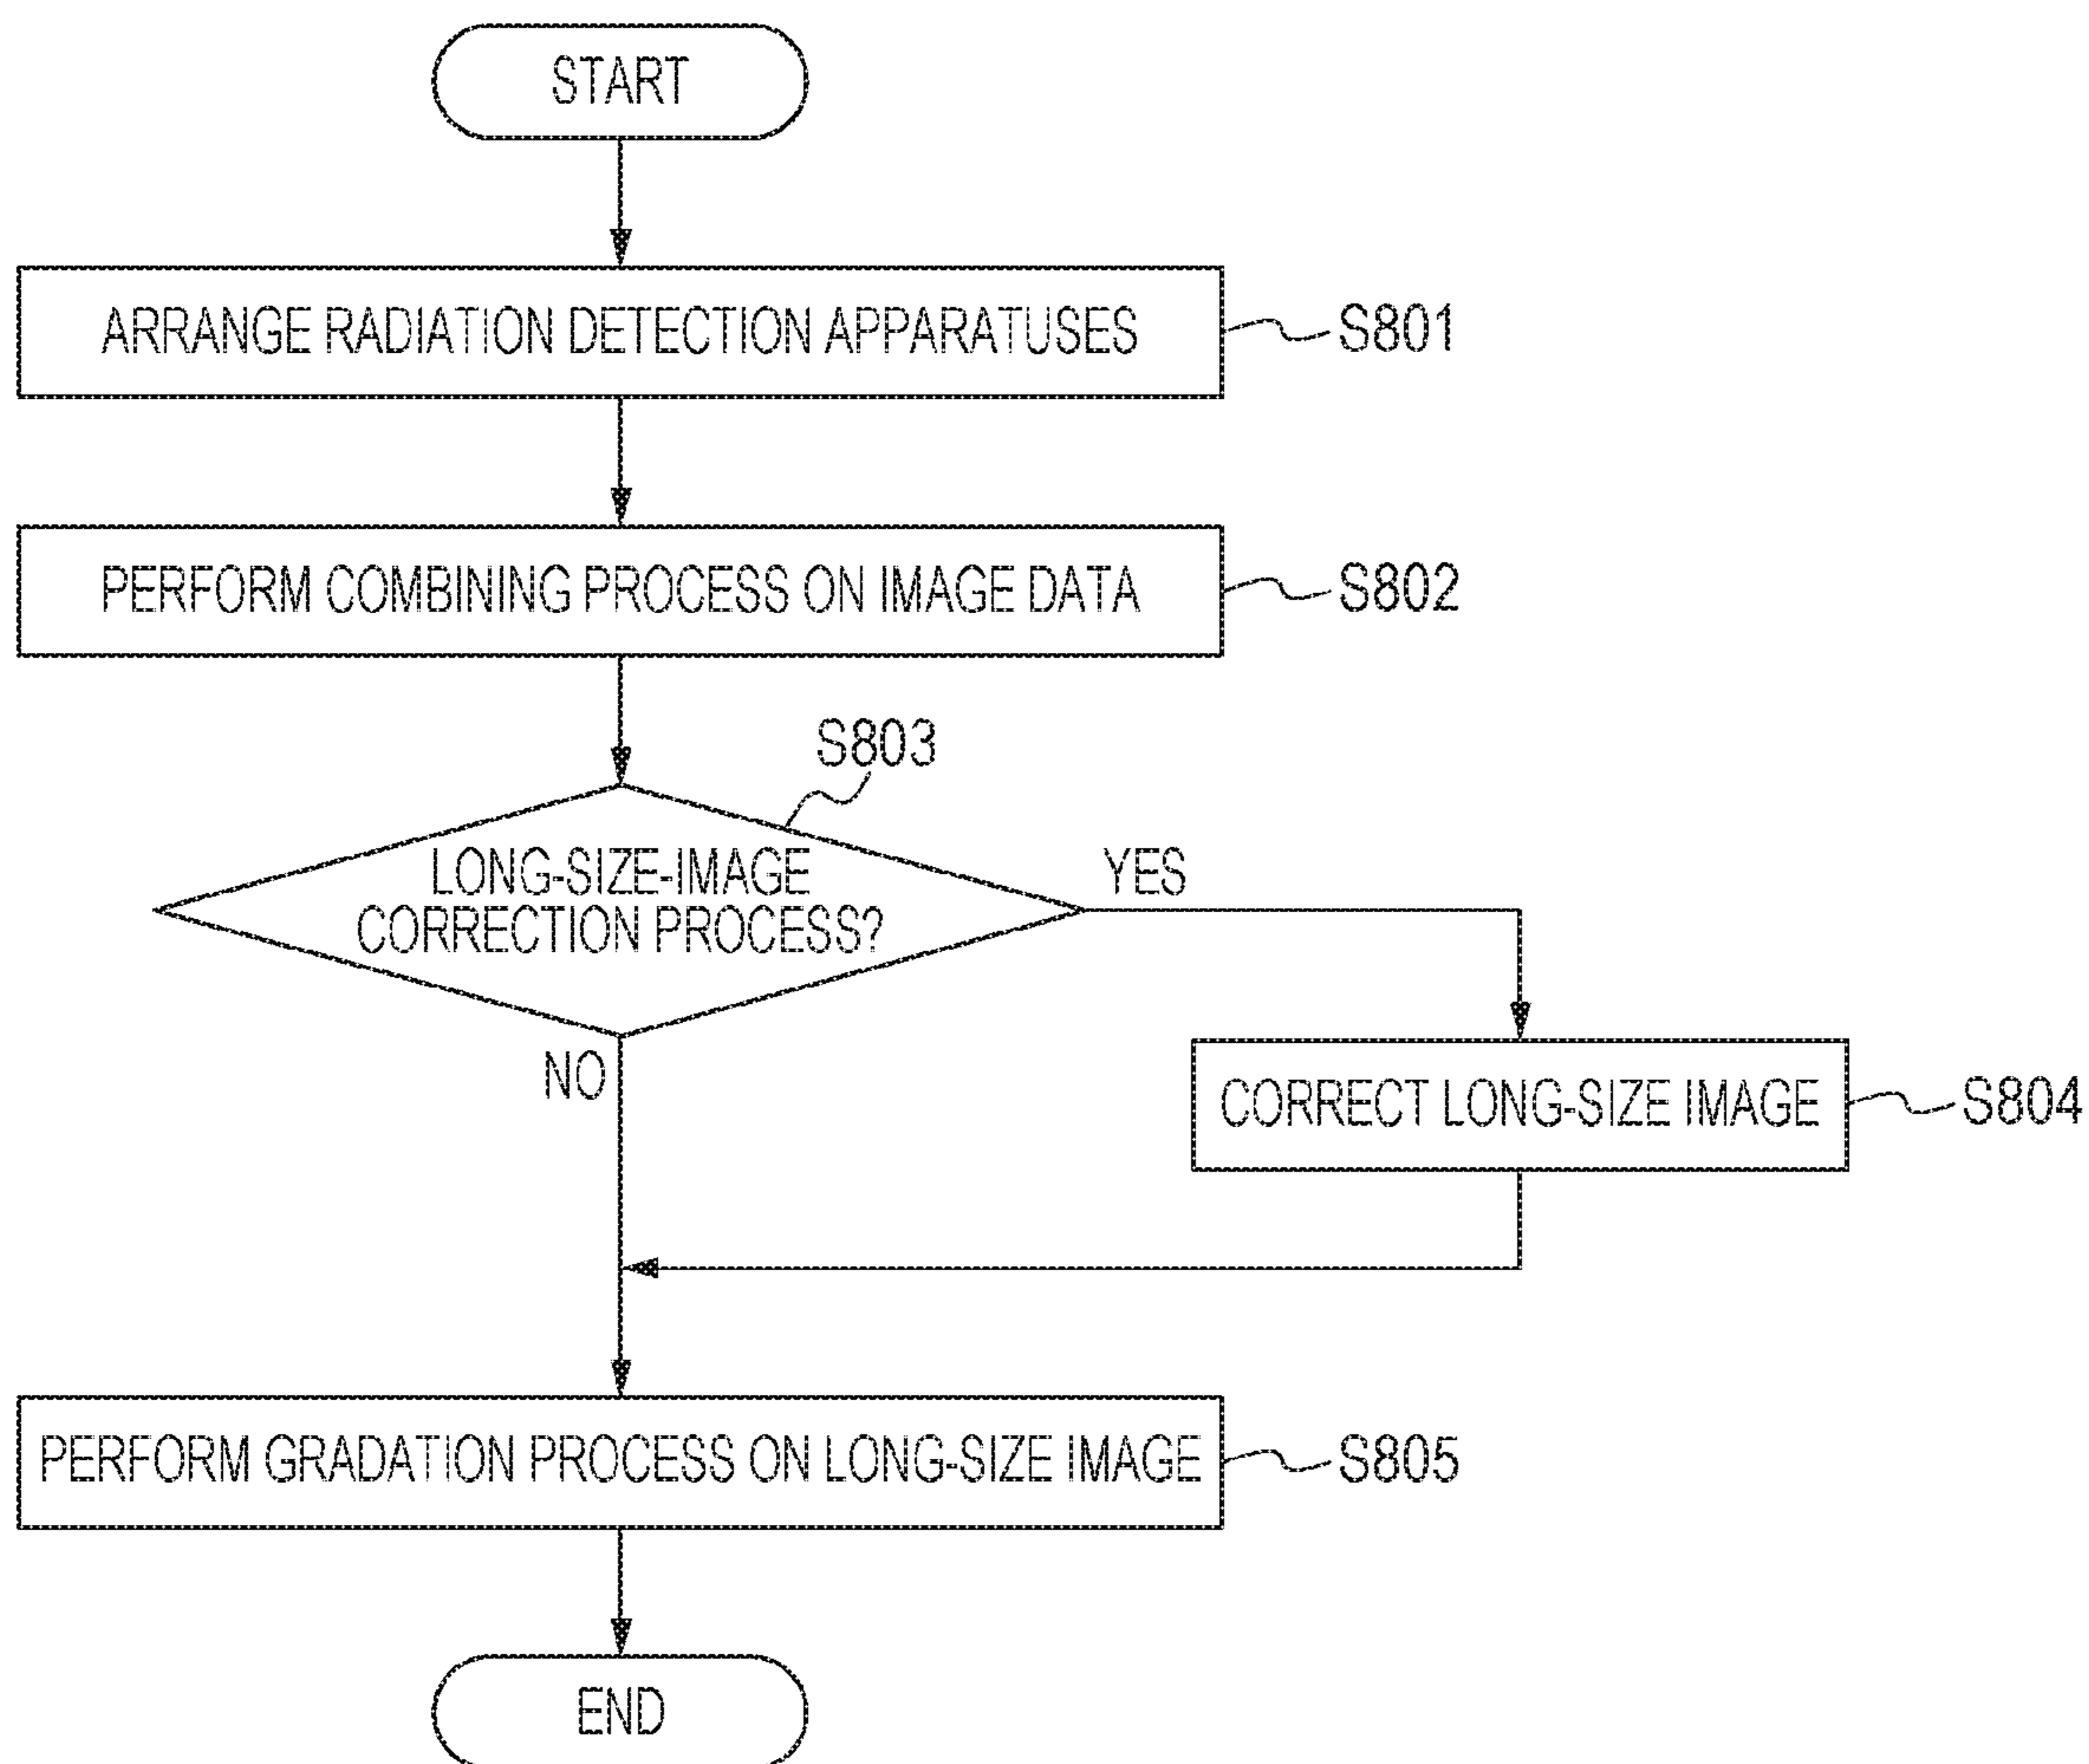 START
ARRANGE RADIATION DETECTION APPARATUSES
S801
PERFORM COMBINING PROCESS ON IMAGE DATA
S802
S803
LONG-SIZE-IMAGE
CORRECTION PROCESS?
YES
NO
CORRECT LONG-SIZE IMAGE
S804
PERFORM GRADATION PROCESS ON LONG-SIZE IMAGE
S805
END